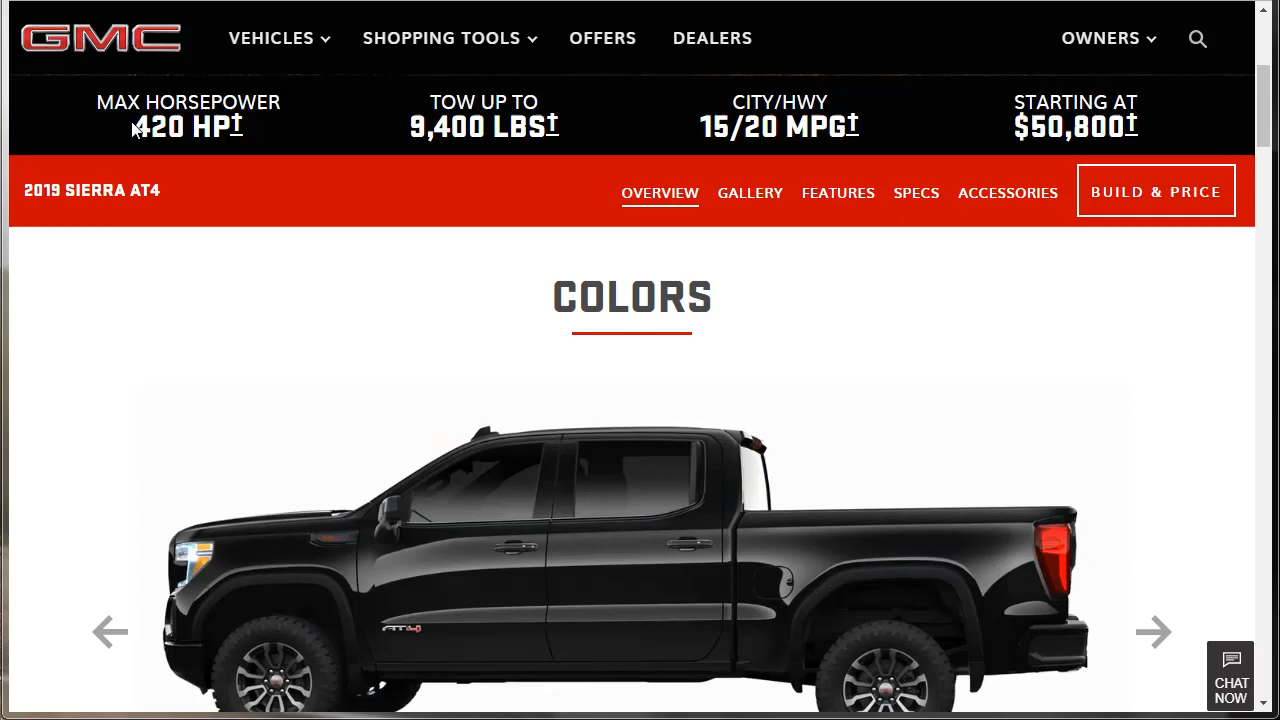 GMC VEHICLES SHOPPING TOOLS OFFERS DEALERS OWNERS
MAX HORSEPOWER TOW UP TO CITY/HWY STARTING AT
420 HP† 9,400 LBS† 15/20 MPG† $50,800†
2019 SIERRA AT4 OVERVIEW GALLERY FEATURES SPECS ACCESSORIES BUILD & PRICE
COLORS
AT4
CHAT
NOW